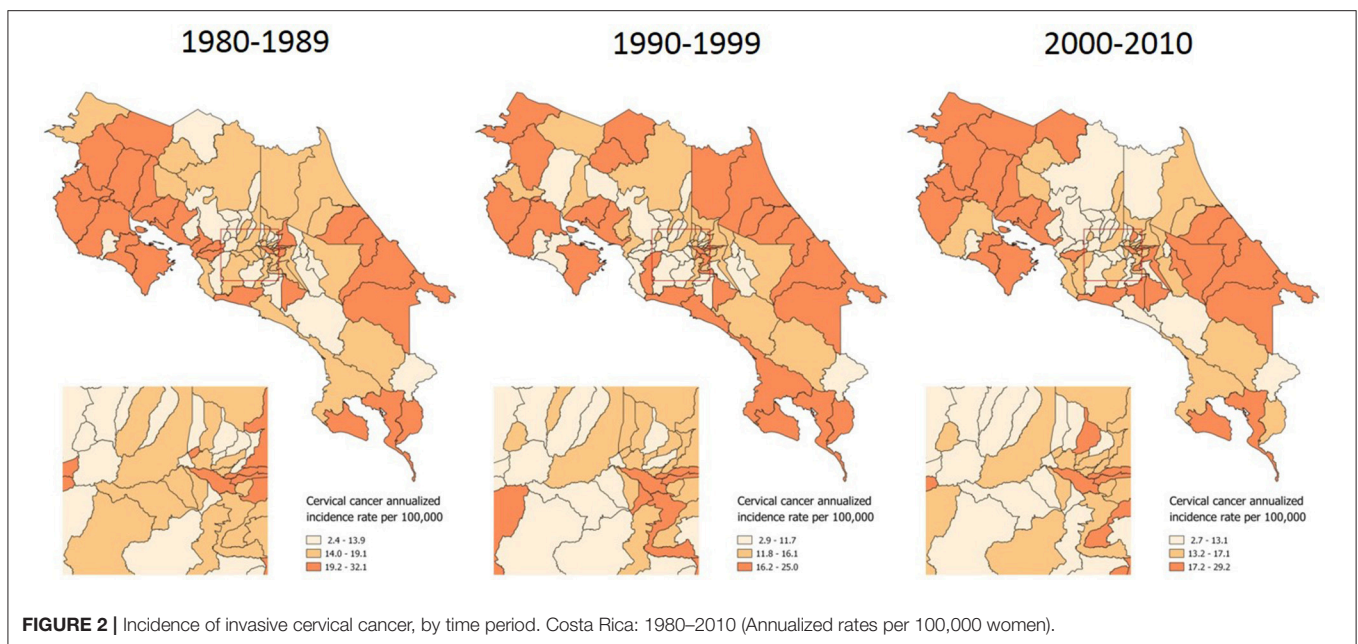 1980-1989
1990-1999
2000-2010
Cervical cancer annualized
incidence rate per 100,000
2.4 - 13.9
14.0 - 19.1
19.2 - 32.1
Cervical cancer annualized
incidence rate per 100,000
2.9 - 11.7
11.8 - 16.1
16.2 - 25.0
Cervical cancer annualized
incidence rate per 100,000
2.7 - 13.1
13.2 - 17.1
17.2 - 29.2
FIGURE 2 | Incidence of invasive cervical cancer, by time period. Costa Rica: 1980–2010 (Annualized rates per 100,000 women).